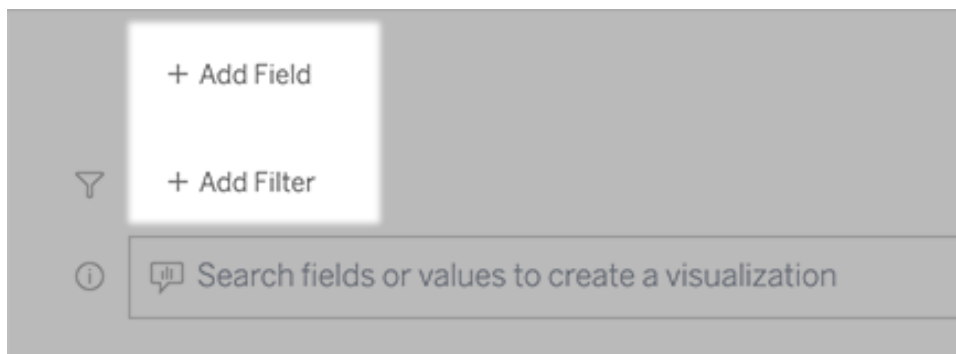 + Add Field
+ Add Filter
Search fields or values to create a visualization